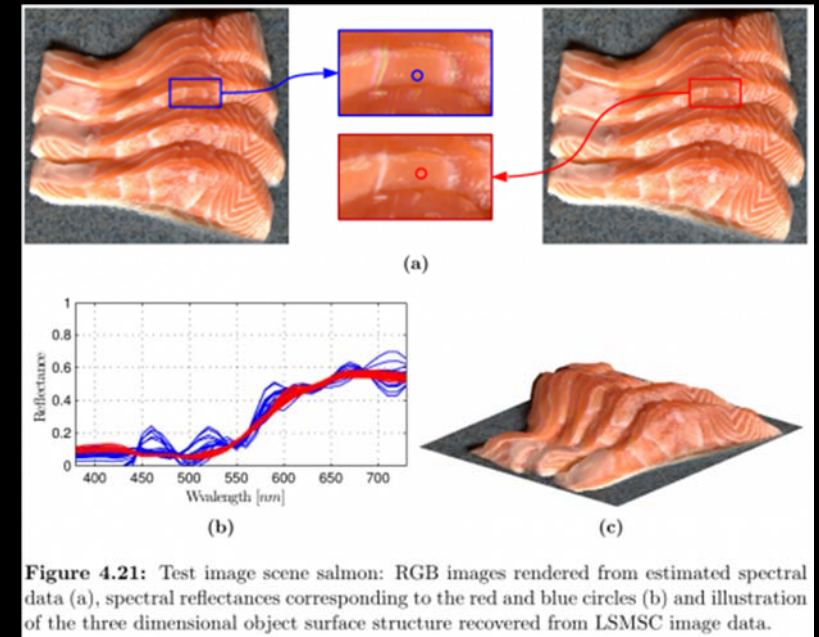 (a)
1
0.8
0.6
0.4
0.2
0
Reflectance
400 450 500 550 600 650 700
Wvalength [nm]
(b)
(c)
Figure 4.21: Test image scene salmon: RGB images rendered from estimated spectral
data (a), spectral reflectances corresponding to the red and blue circles (b) and illustration
of the three dimensional object surface structure recovered from LSMSC image data.